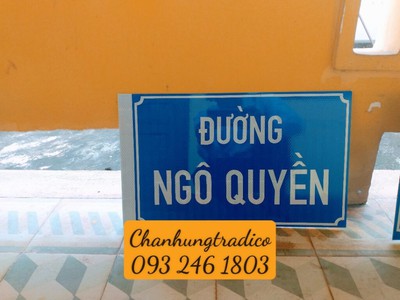 ĐƯỜNG
NGÔ QUYỀN
Chanhungtradico
093 246 1803